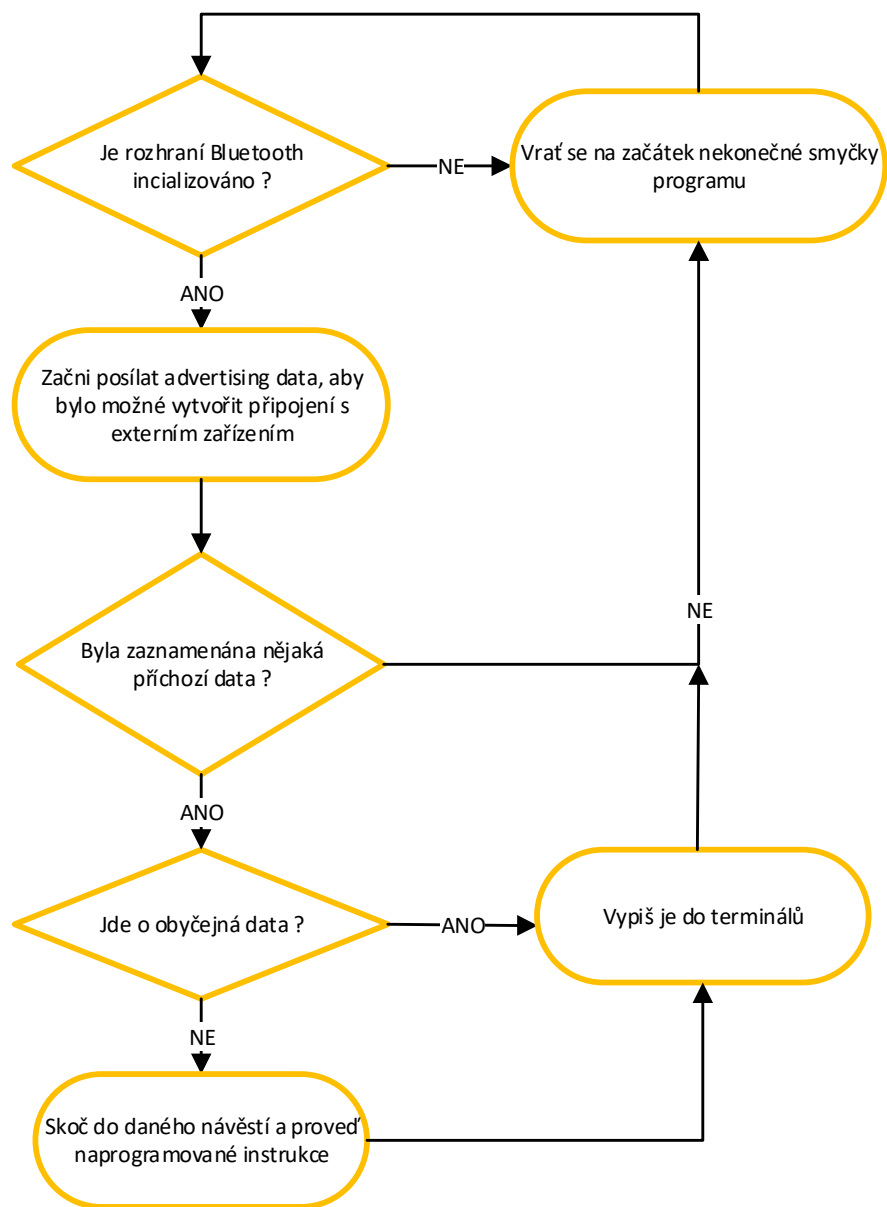 Je rozhraní Bluetooth
incializováno ?
NE
Vrať se na začátek nekonečné smyčky
programu
ANO
Začni posílat advertising data, aby
bylo možné vytvořit připojení s
externím zařízením
Byla zaznamenána nějaká
příchozí data ?
NE
ANO
Jde o obyčejná data ?
ANO
Vypiš je do terminálů
NE
Skoč do daného návěstí a proveď
naprogramované instrukce